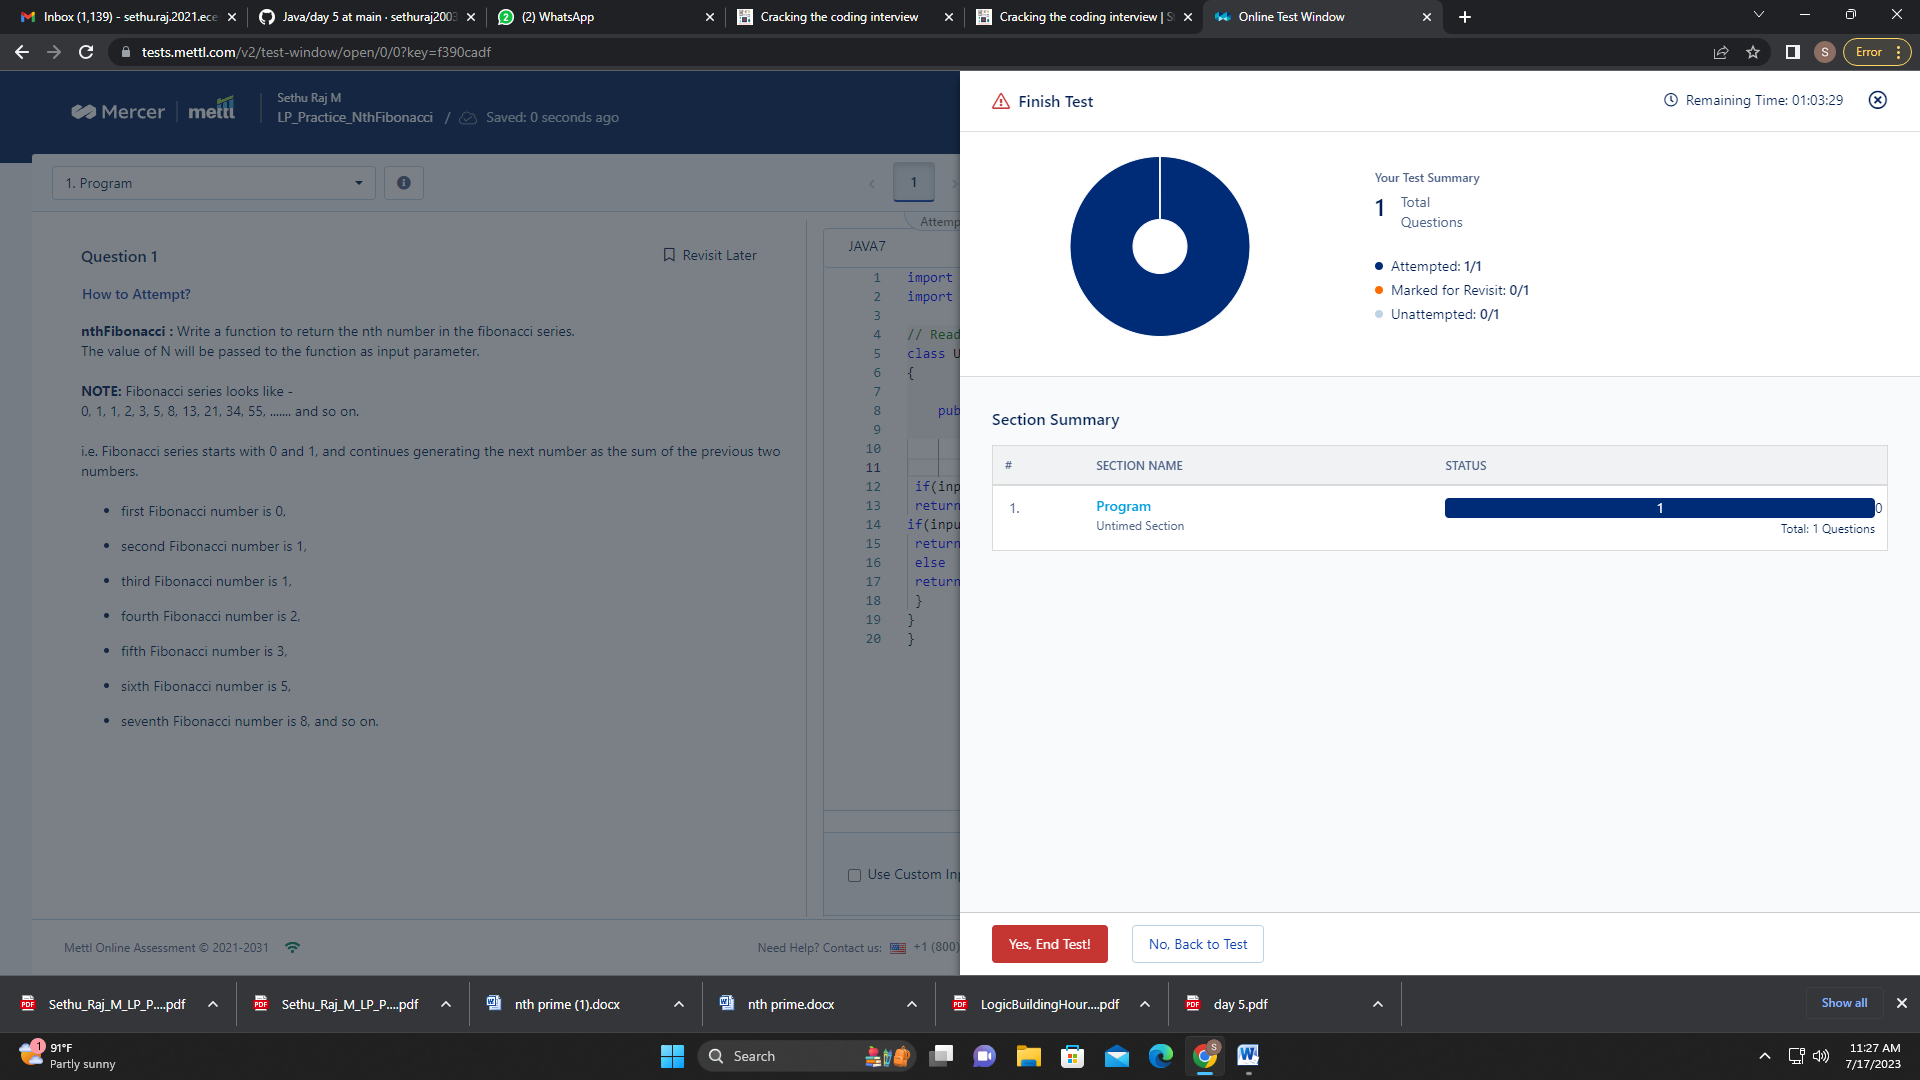 Inbox (1,139) - sethu.raj.2021.ece
Java/day 5 at main · sethuraj2003
(2) WhatsApp
Cracking the coding interview
Cracking the coding interview | S
Online Test Window
tests.mettl.com/v2/test-window/open/0/0?key=f390cadf
S
Error
Mercer
mettl
Sethu Raj M
LP_Practice_NthFibonacci / Saved: 0 seconds ago
1. Program
1
Attemp
Question 1
Revisit Later
How to Attempt?
nthFibonacci : Write a function to return the nth number in the fibonacci series.
The value of N will be passed to the function as input parameter.
NOTE: Fibonacci series looks like -
0, 1, 1, 2, 3, 5, 8, 13, 21, 34, 55, ....... and so on.
i.e. Fibonacci series starts with 0 and 1, and continues generating the next number as the sum of the previous two
numbers.
• first Fibonacci number is 0,
• second Fibonacci number is 1,
• third Fibonacci number is 1,
• fourth Fibonacci number is 2,
• fifth Fibonacci number is 3,
• sixth Fibonacci number is 5,
• seventh Fibonacci number is 8, and so on.
JAVA7
1 import
2 import
3
4 // Read
5 class U
6 {
7
8 pub
9
10
11
12 if(inp
13 return
14 if(inpu
15 return
16 else
17 return
18 }
19 }
20 }
Use Custom Inp
Mettl Online Assessment © 2021-2031
Need Help? Contact us: +1 (800)
Finish Test
Remaining Time: 01:03:29
Your Test Summary
1 Total
Questions
Attempted: 1/1
Marked for Revisit: 0/1
Unattempted: 0/1
Section Summary
# SECTION NAME STATUS
1. Program 1 0
Untimed Section Total: 1 Questions
Yes, End Test!
No, Back to Test
Sethu_Raj_M_LP_P....pdf
Sethu_Raj_M_LP_P....pdf
nth prime (1).docx
nth prime.docx
LogicBuildingHour....pdf
day 5.pdf
Show all
1
91°F
Partly sunny
Search
S
11:27 AM
7/17/2023